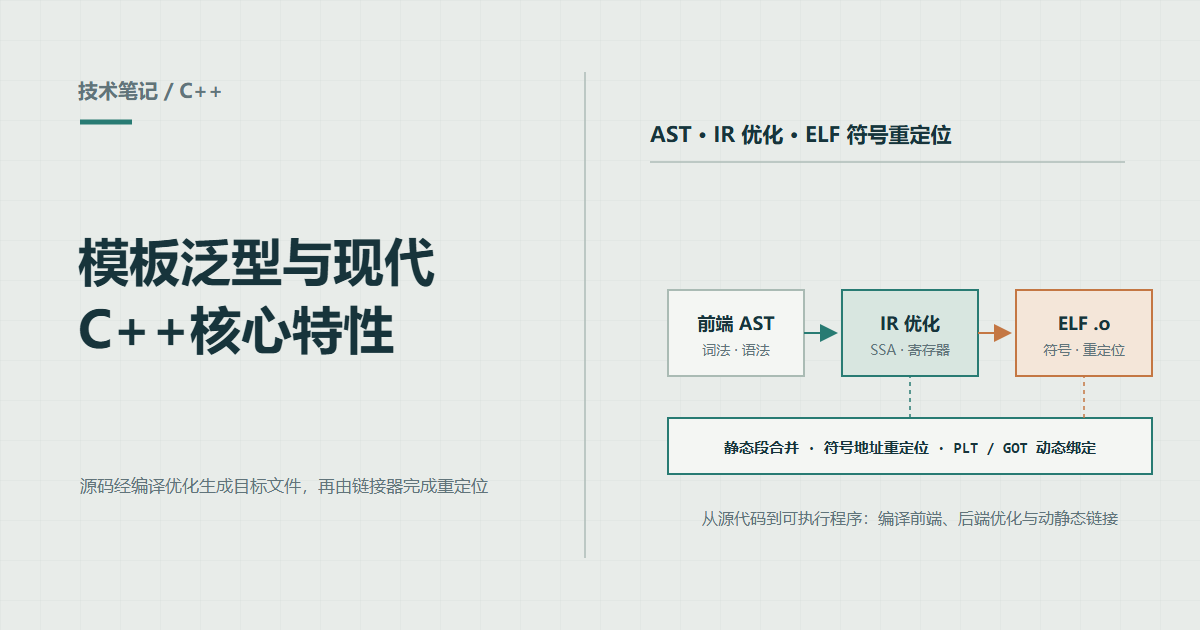 技术笔记 / C++
模板泛型与现代
C++核心特性
源码经编译优化生成目标文件，再由链接器完成重定位
AST · IR 优化 · ELF 符号重定位
前端 AST
词法 · 语法
IR 优化
SSA · 寄存器
ELF .o
符号 · 重定位
静态段合并 · 符号地址重定位 · PLT / GOT 动态绑定
从源代码到可执行程序：编译前端、后端优化与动静态链接